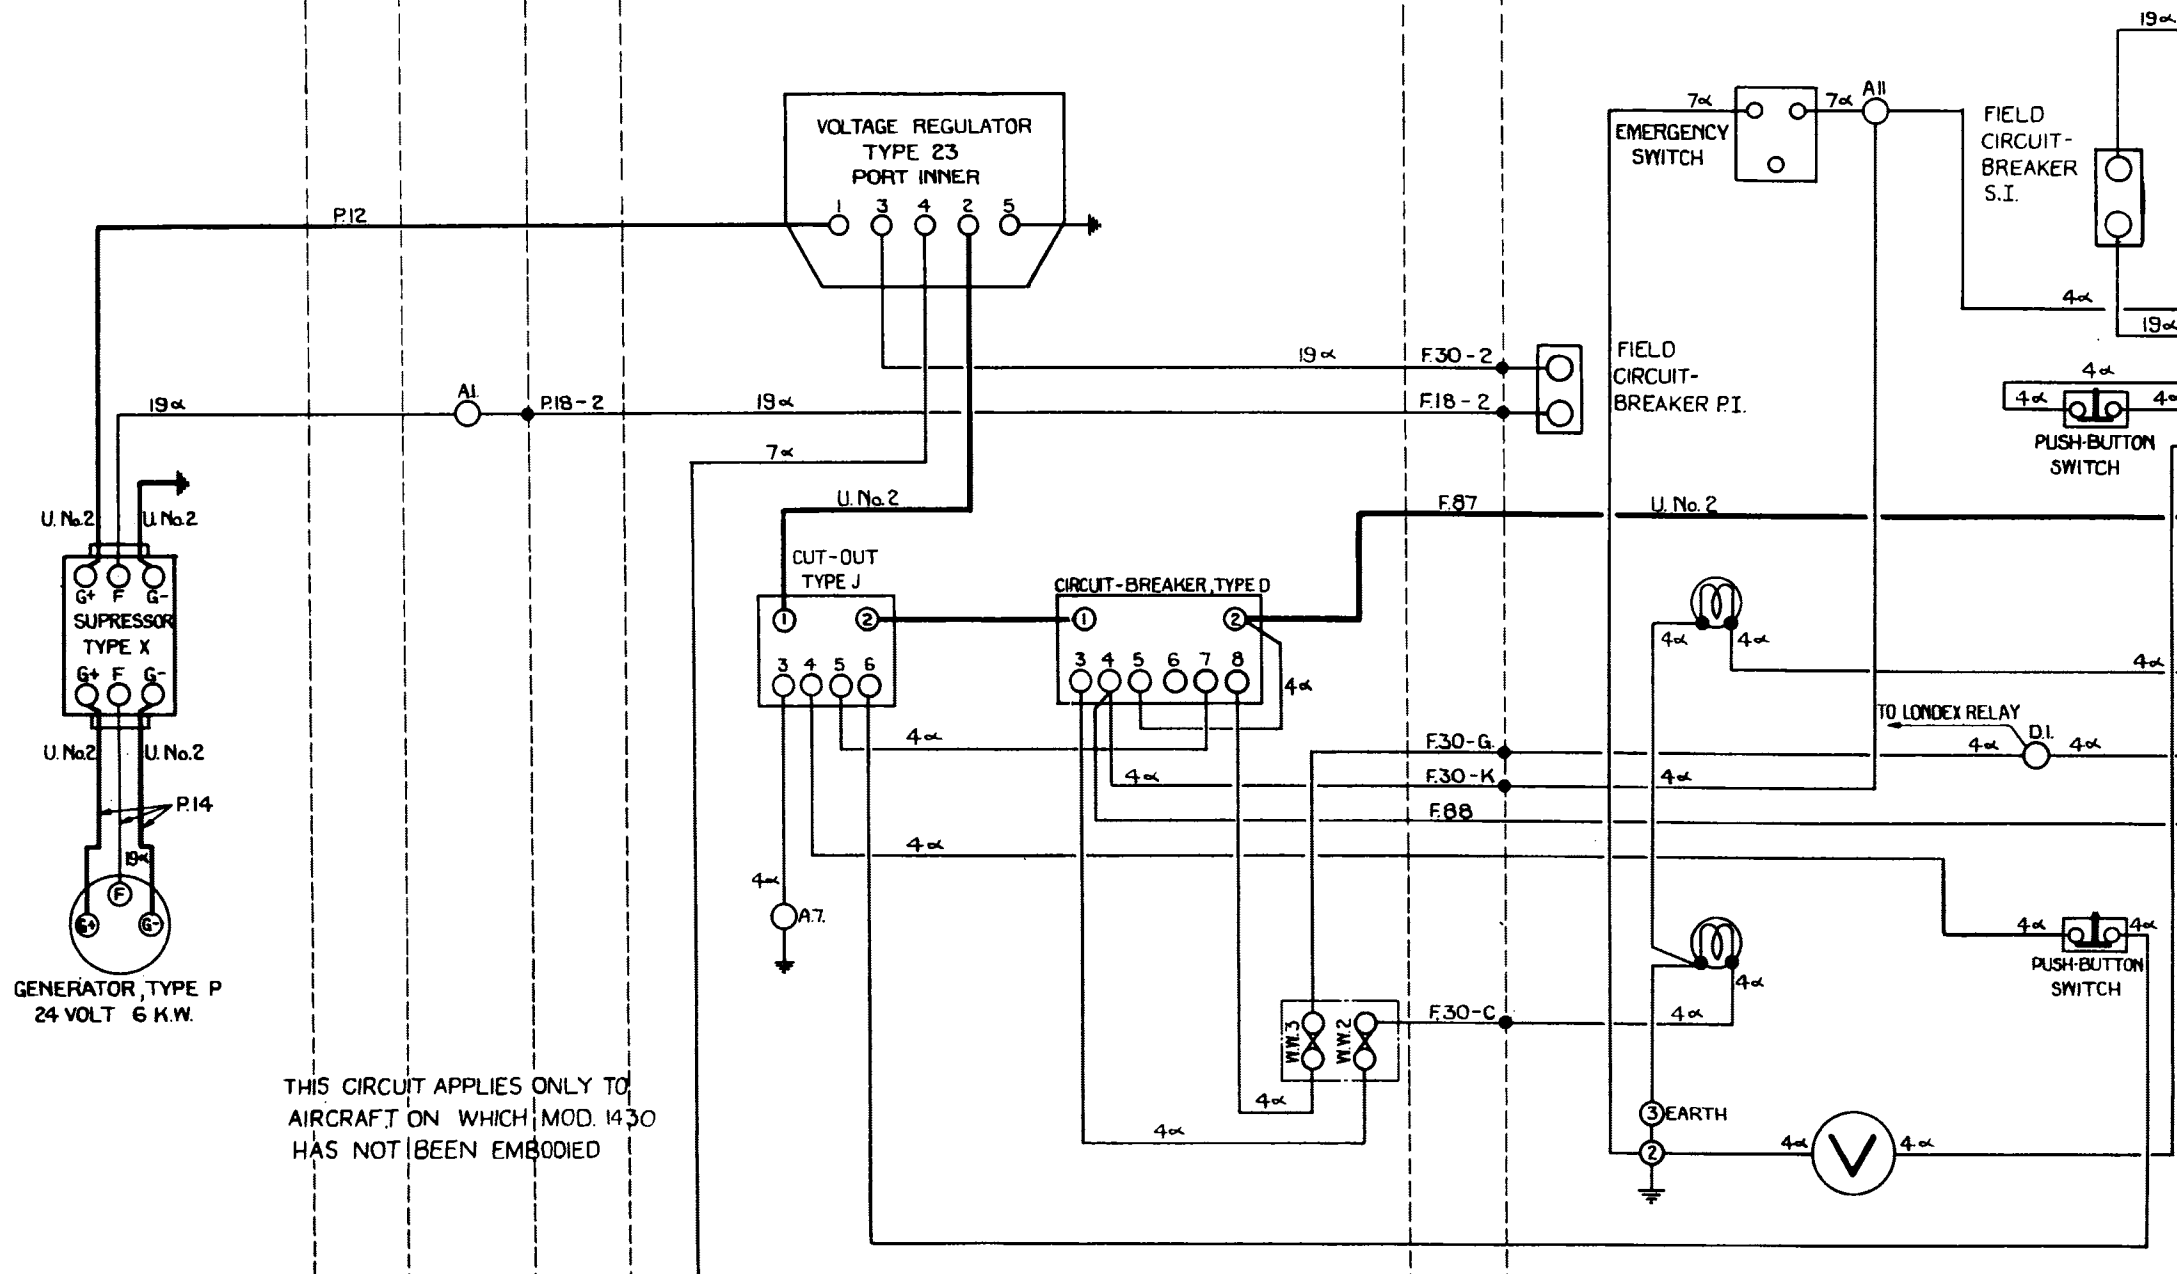 19α
VOLTAGE REGULATOR
TYPE 23
PORT INNER
1 3 4 2 5
P.12
7α 7α A11
EMERGENCY
SWITCH
FIELD
CIRCUIT-
BREAKER
S.I.
4α
19α
19α F.30-2
FIELD
CIRCUIT-
BREAKER P.I.
19α A.1. P.18-2 19α F.18-2
4α
4α 4α
PUSH-BUTTON
SWITCH
7α
U. No.2
F.87 U. No. 2
U. No.2 U. No.2
G+ F G-
SUPRESSOR
TYPE X
G+ F G-
U. No.2 U. No.2
P.14
19α
F
G+ G-
GENERATOR, TYPE P
24 VOLT 6 K.W.
CUT-OUT
TYPE J
1 2
3 4 5 6
CIRCUIT-BREAKER, TYPE D
1 2
3 4 5 6 7 8
4α
4α
4α 4α
4α
TO LONDEX RELAY
F.30-G. 4α D.1. 4α
4α F.30-K 4α
F.88
4α
4α
A.7.
4α 4α
PUSH-BUTTON
SWITCH
4α
W.W.3 W.W.2 F.30-C 4α
4α
4α
3 EARTH
2
4α V 4α
THIS CIRCUIT APPLIES ONLY TO
AIRCRAFT ON WHICH MOD. 1430
HAS NOT BEEN EMBODIED